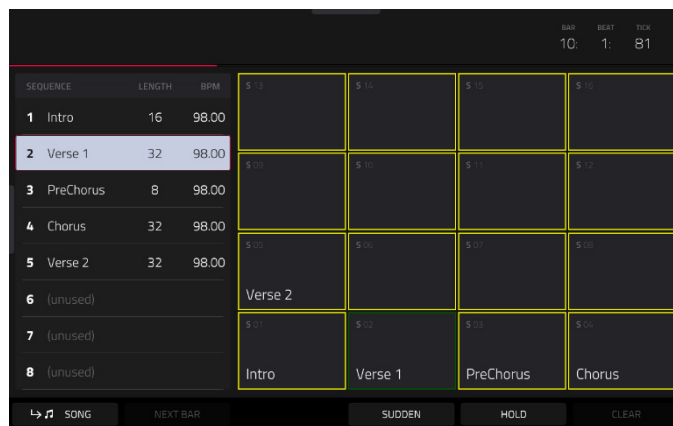 BAR BEAT TICK
10: 1: 81
SEQUENCE LENGTH BPM
1 Intro 16 98.00
2 Verse 1 32 98.00
3 PreChorus 8 98.00
4 Chorus 32 98.00
5 Verse 2 32 98.00
6 (unused)
7 (unused)
8 (unused)
S 13 S 14 S 15 S 16
S 09 S 10 S 11 S 12
S 05 S 06 S 07 S 08
Verse 2
S 01 S 02 S 03 S 04
Intro Verse 1 PreChorus Chorus
SONG NEXT BAR SUDDEN HOLD CLEAR